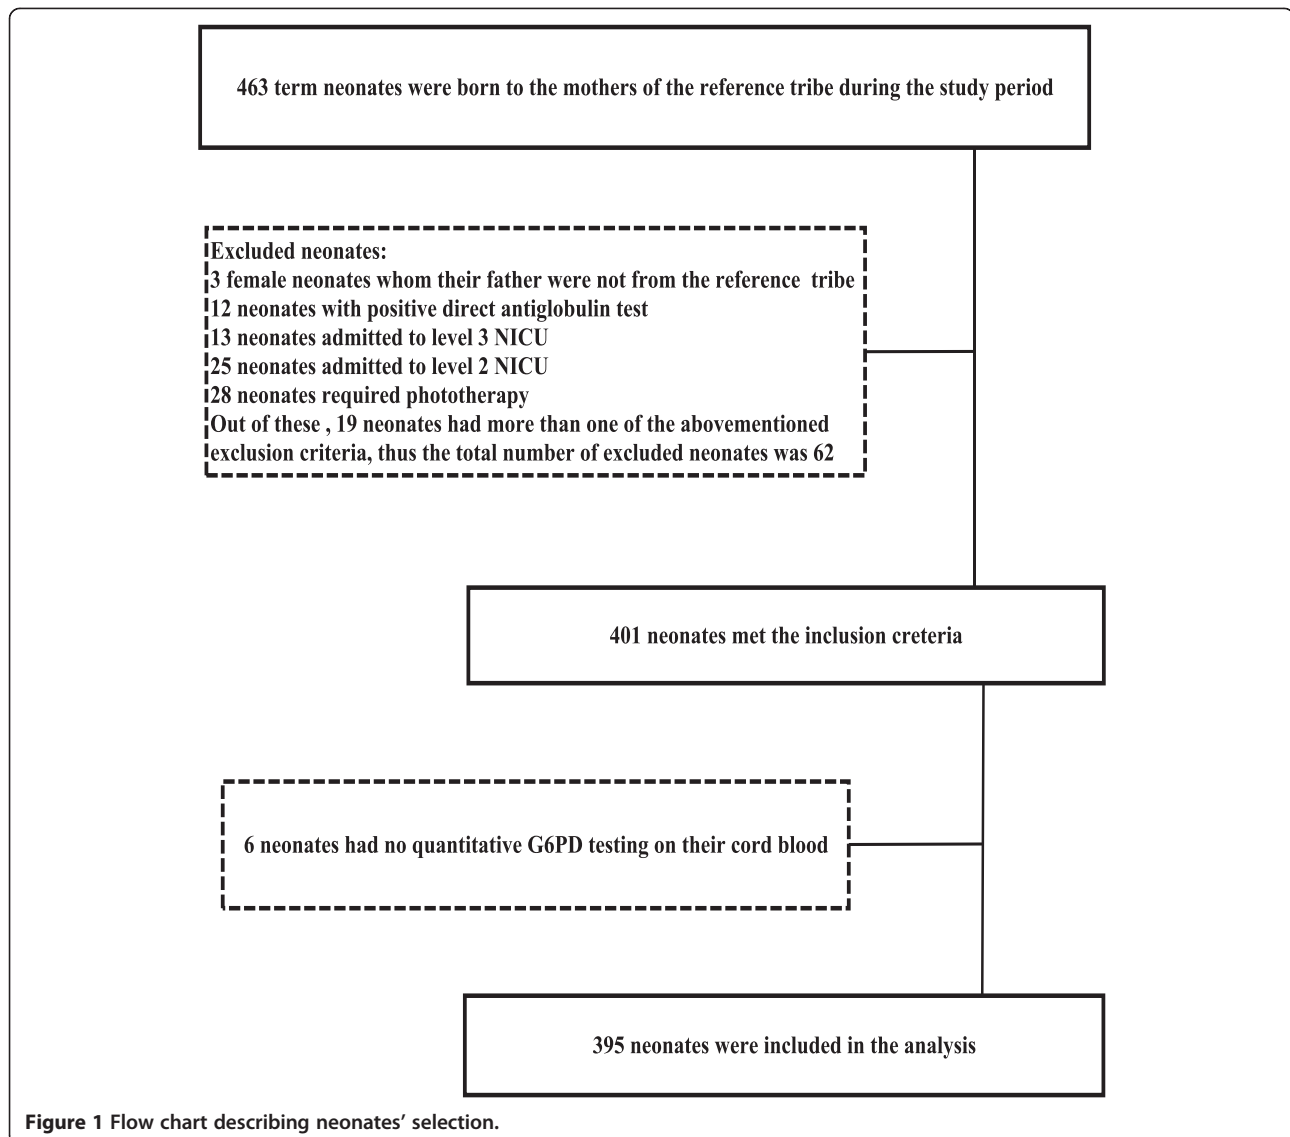 463 term neonates were born to the mothers of the reference tribe during the study period
Excluded neonates:
3 female neonates whom their father were not from the reference tribe
12 neonates with positive direct antiglobulin test
13 neonates admitted to level 3 NICU
25 neonates admitted to level 2 NICU
28 neonates required phototherapy
Out of these , 19 neonates had more than one of the abovementioned
exclusion criteria, thus the total number of excluded neonates was 62
401 neonates met the inclusion creteria
6 neonates had no quantitative G6PD testing on their cord blood
395 neonates were included in the analysis
Figure 1 Flow chart describing neonates’ selection.